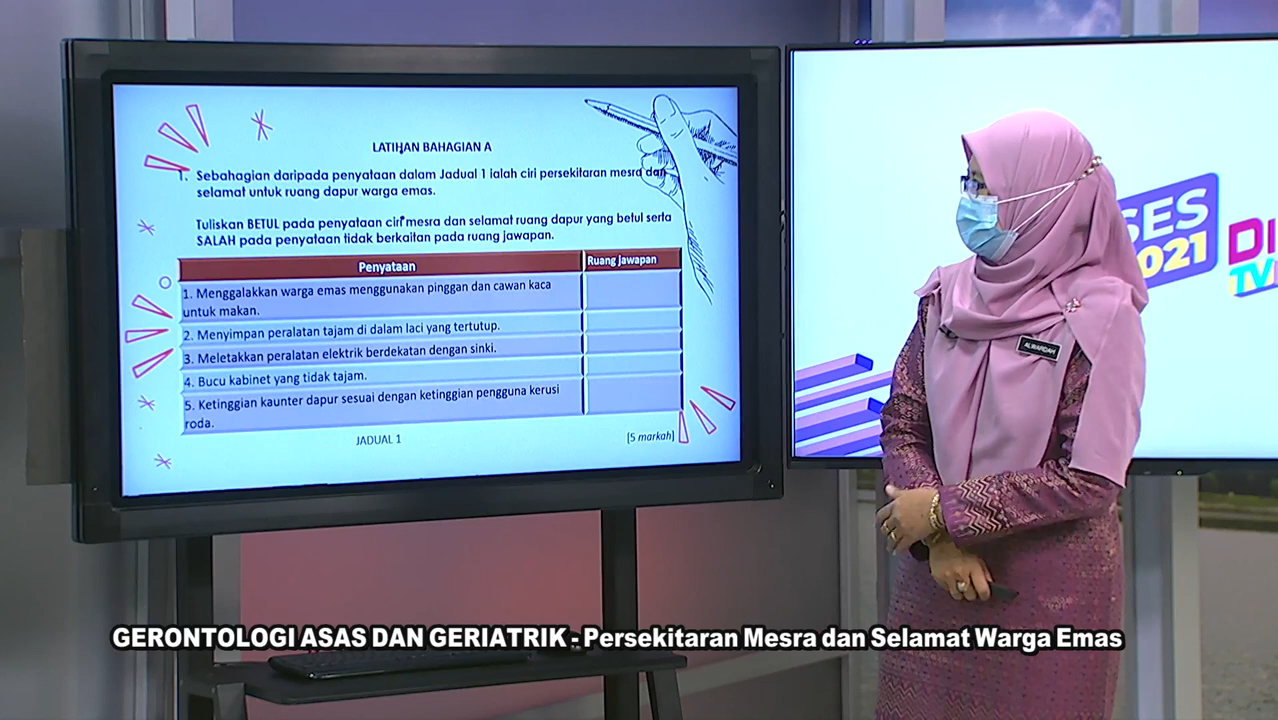 LATIHAN BAHAGIAN A
1. Sebahagian daripada penyataan dalam Jadual 1 ialah ciri persekitaran mesra dan
selamat untuk ruang dapur warga emas.
Tuliskan BETUL pada penyataan ciri mesra dan selamat ruang dapur yang betul serta
SALAH pada penyataan tidak berkaitan pada ruang jawapan.
Penyataan
Ruang jawapan
1. Menggalakkan warga emas menggunakan pinggan dan cawan kaca
untuk makan.
2. Menyimpan peralatan tajam di dalam laci yang tertutup.
3. Meletakkan peralatan elektrik berdekatan dengan sinki.
4. Bucu kabinet yang tidak tajam.
5. Ketinggian kaunter dapur sesuai dengan ketinggian pengguna kerusi
roda.
JADUAL 1
[5 markah]
SES
2021
DI
TV
ALWARDAH
GERONTOLOGI ASAS DAN GERIATRIK - Persekitaran Mesra dan Selamat Warga Emas